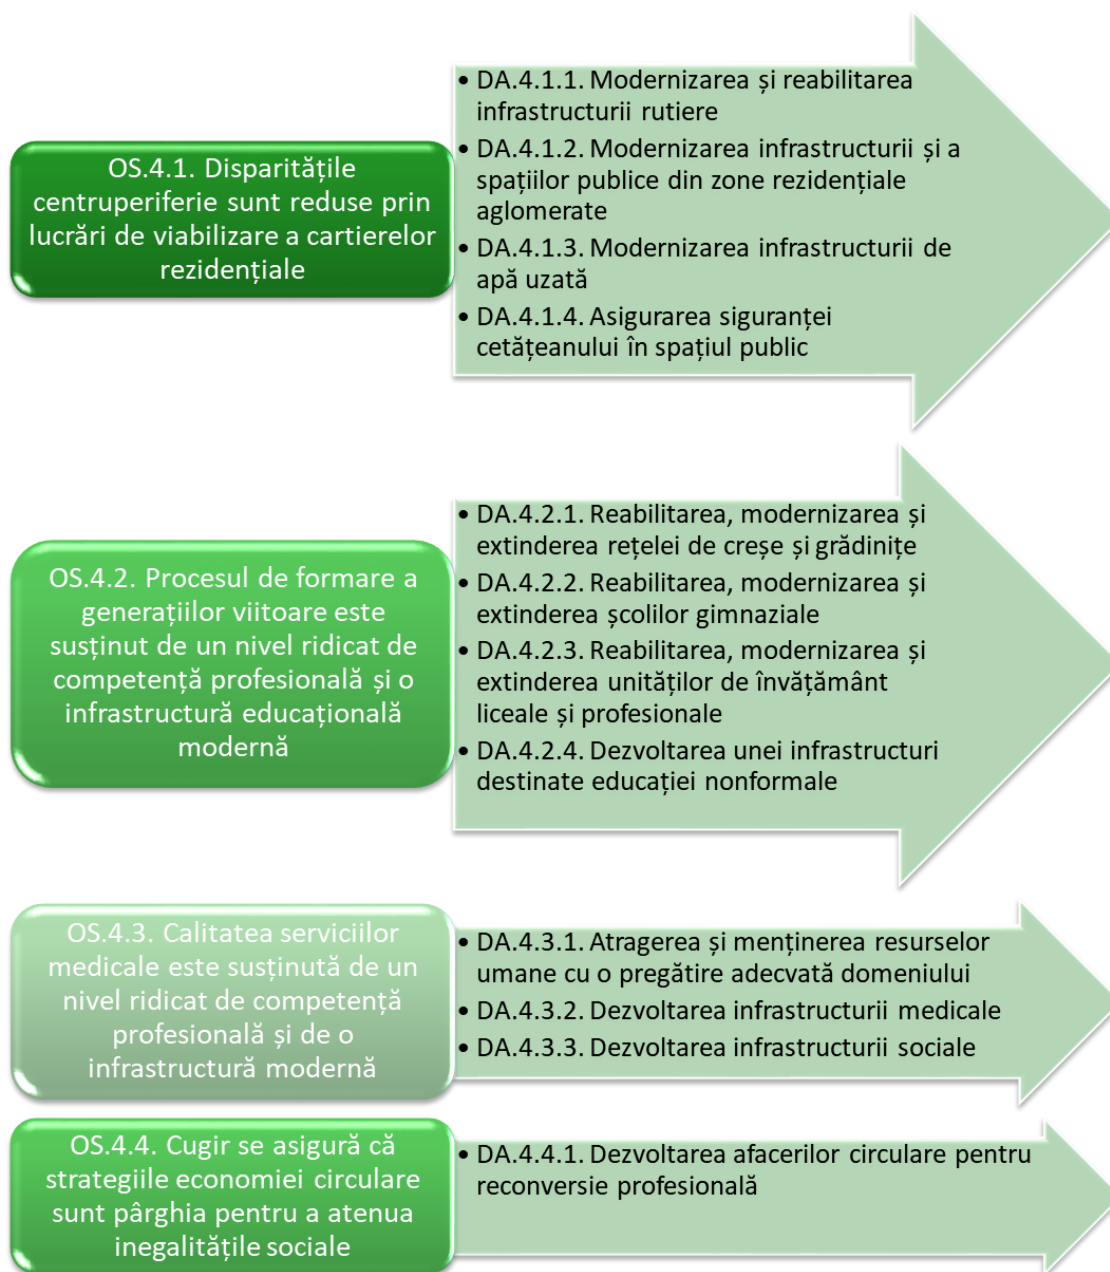 OS.4.1. Disparitățile
centruperiferie sunt reduse prin
lucrări de viabilizare a cartierelor
rezidențiale
• DA.4.1.1. Modernizarea și reabilitarea
infrastructurii rutiere
• DA.4.1.2. Modernizarea infrastructurii și a
spațiilor publice din zone rezidențiale
aglomerate
• DA.4.1.3. Modernizarea infrastructurii de
apă uzată
• DA.4.1.4. Asigurarea siguranței
cetățeanului în spațiul public
OS.4.2. Procesul de formare a
generațiilor viitoare este
susținut de un nivel ridicat de
competență profesională și o
infrastructură educațională
modernă
• DA.4.2.1. Reabilitarea, modernizarea și
extinderea rețelei de creșe și grădinițe
• DA.4.2.2. Reabilitarea, modernizarea și
extinderea școlilor gimnaziale
• DA.4.2.3. Reabilitarea, modernizarea și
extinderea unităților de învățământ
liceale și profesionale
• DA.4.2.4. Dezvoltarea unei infrastructuri
destinate educației nonformale
OS.4.3. Calitatea serviciilor
medicale este susținută de un
nivel ridicat de competență
profesională și de o
infrastructură modernă
• DA.4.3.1. Atragerea și menținerea resurselor
umane cu o pregătire adecvată domeniului
• DA.4.3.2. Dezvoltarea infrastructurii medicale
• DA.4.3.3. Dezvoltarea infrastructurii sociale
OS.4.4. Cugir se asigură că
strategiile economiei circulare
sunt pârghia pentru a atenua
inegalitățile sociale
• DA.4.4.1. Dezvoltarea afacerilor circulare pentru
reconversie profesională